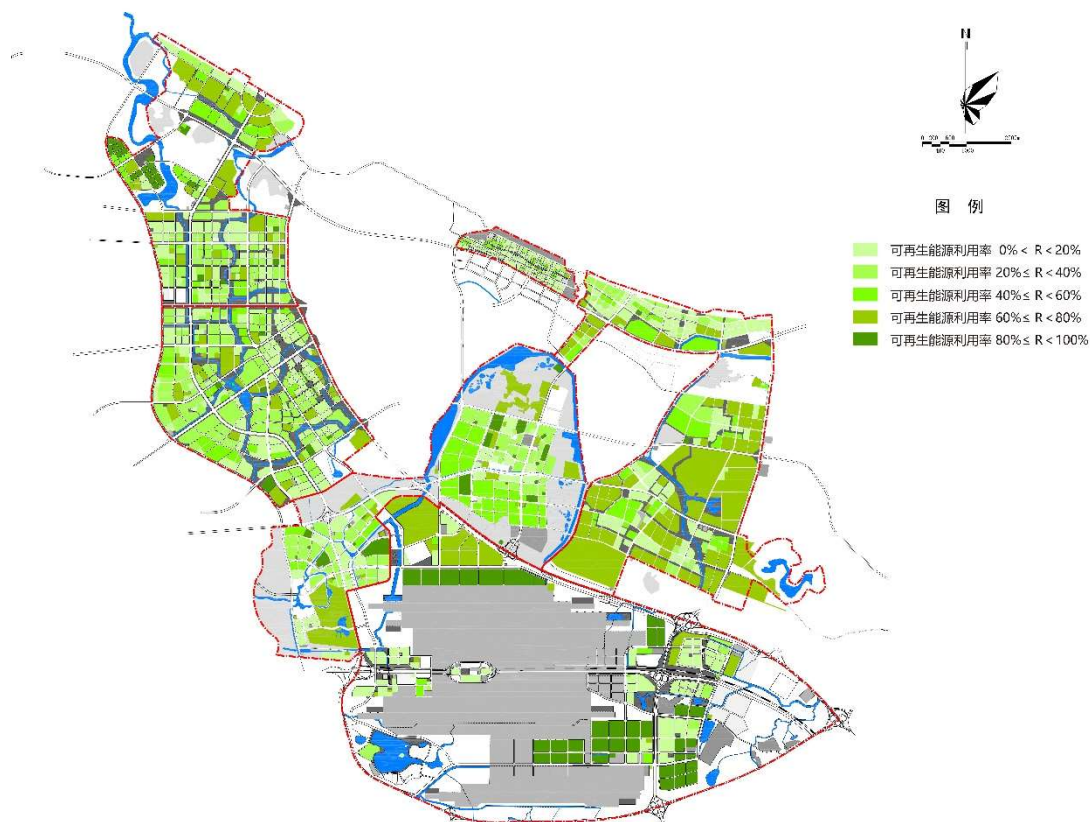 N
图 例
可再生能源利用率 0% < R < 20%
可再生能源利用率 20% ≤ R < 40%
可再生能源利用率 40% ≤ R < 60%
可再生能源利用率 60% ≤ R < 80%
可再生能源利用率 80% ≤ R < 100%